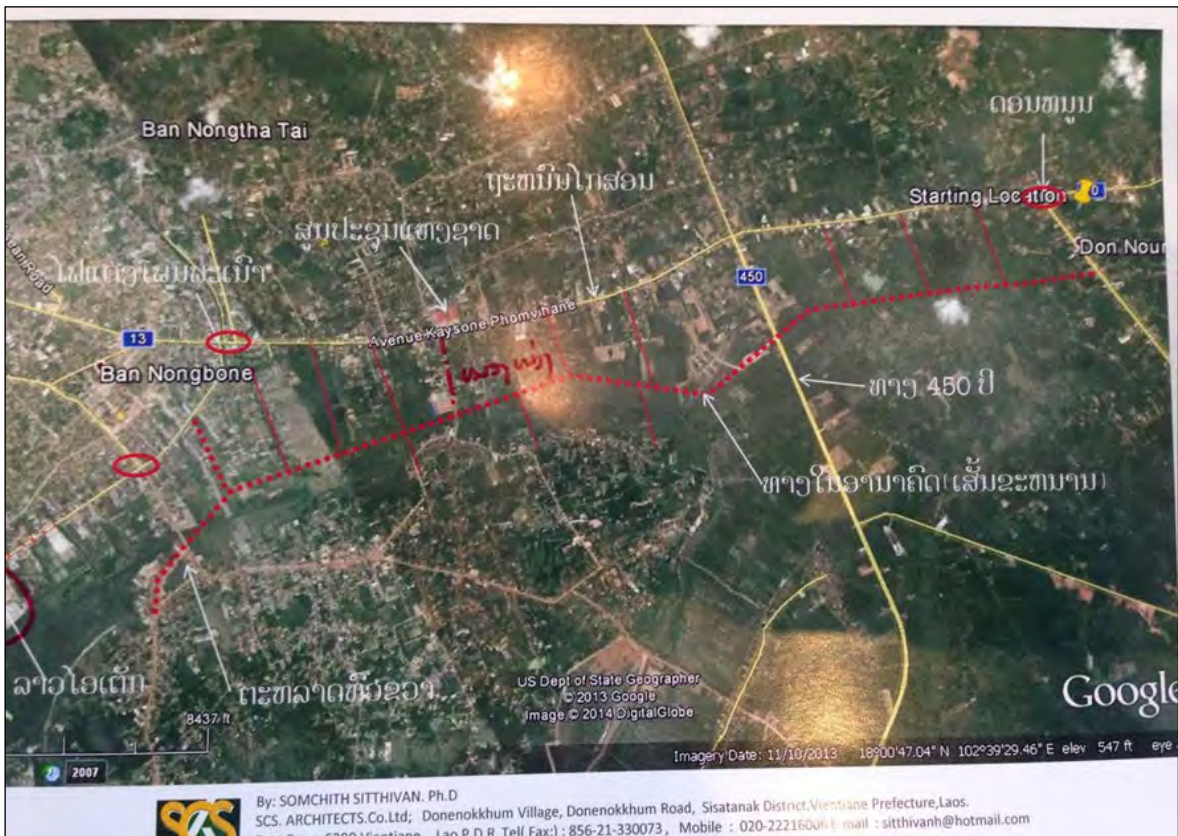 Ban Nongtha Tai
ດອນຫນູນ
ຖະຫນົນໄກສອນ
Starting Location
ສູນປະຊຸມແຫງຊາດ
Don Noun
450
13
Avenue Kaysone Phomvihane
Ban Nongbone
ທາງ 450 ປີ
ທາງໃນອານາຄົດ(ເສັ້ນຂະຫນານ)
ລາວໄອເຕັກ
US Dept of State Geographer
© 2013 Google
Image © 2014 DigitalGlobe
Google
8437 ft
Imagery Date: 11/10/2013 18°00'47.04" N 102°39'29.46" E elev 547 ft eye
2007
SCS
By: SOMCHITH SITTHIVAN. Ph.D
SCS. ARCHITECTS.Co.Ltd; Donenokkhum Village, Donenokkhum Road, Sisatanak District,Vientiane Prefecture,Laos.
6200 Vientiane Lao P.D.R Tel( Fax:) : 856-21-330073, Mobile : mail : sitthivanh@hotmail.com